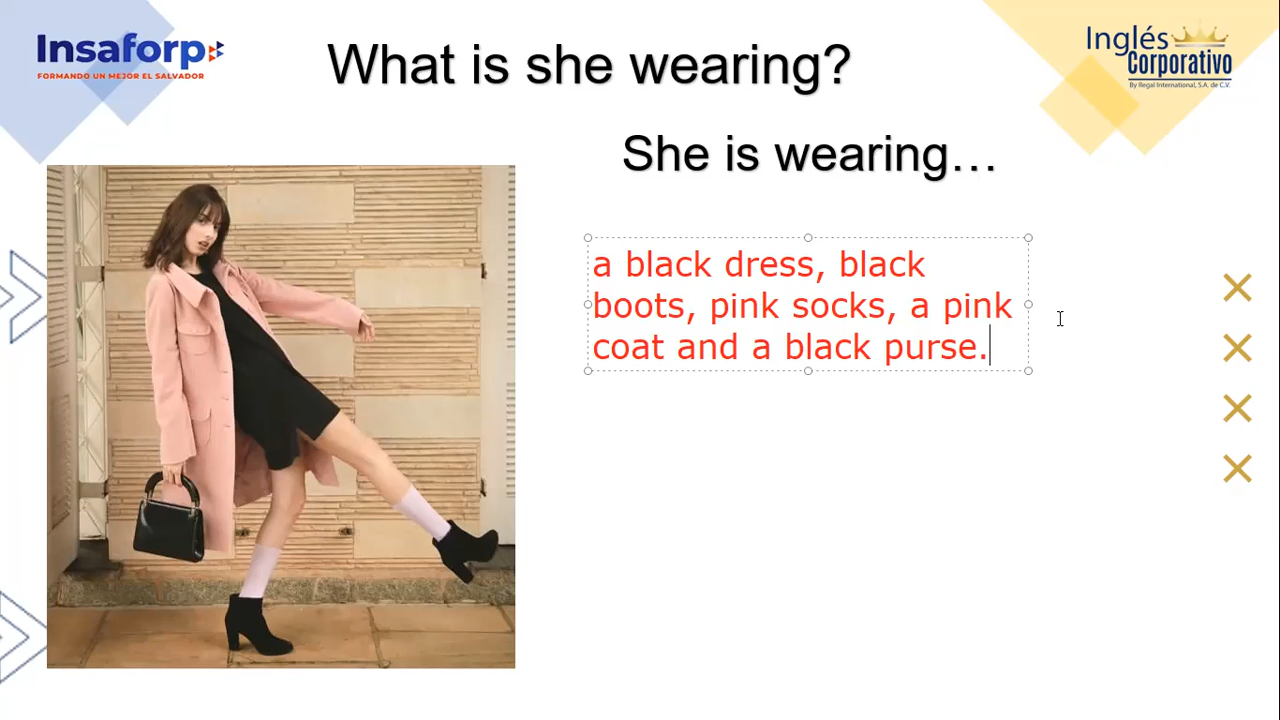 Insaforp
FORMANDO UN MEJOR EL SALVADOR
What is she wearing?
Inglés
Corporativo
By Regal International, S.A. de C.V.
She is wearing…
a black dress, black
boots, pink socks, a pink
coat and a black purse.